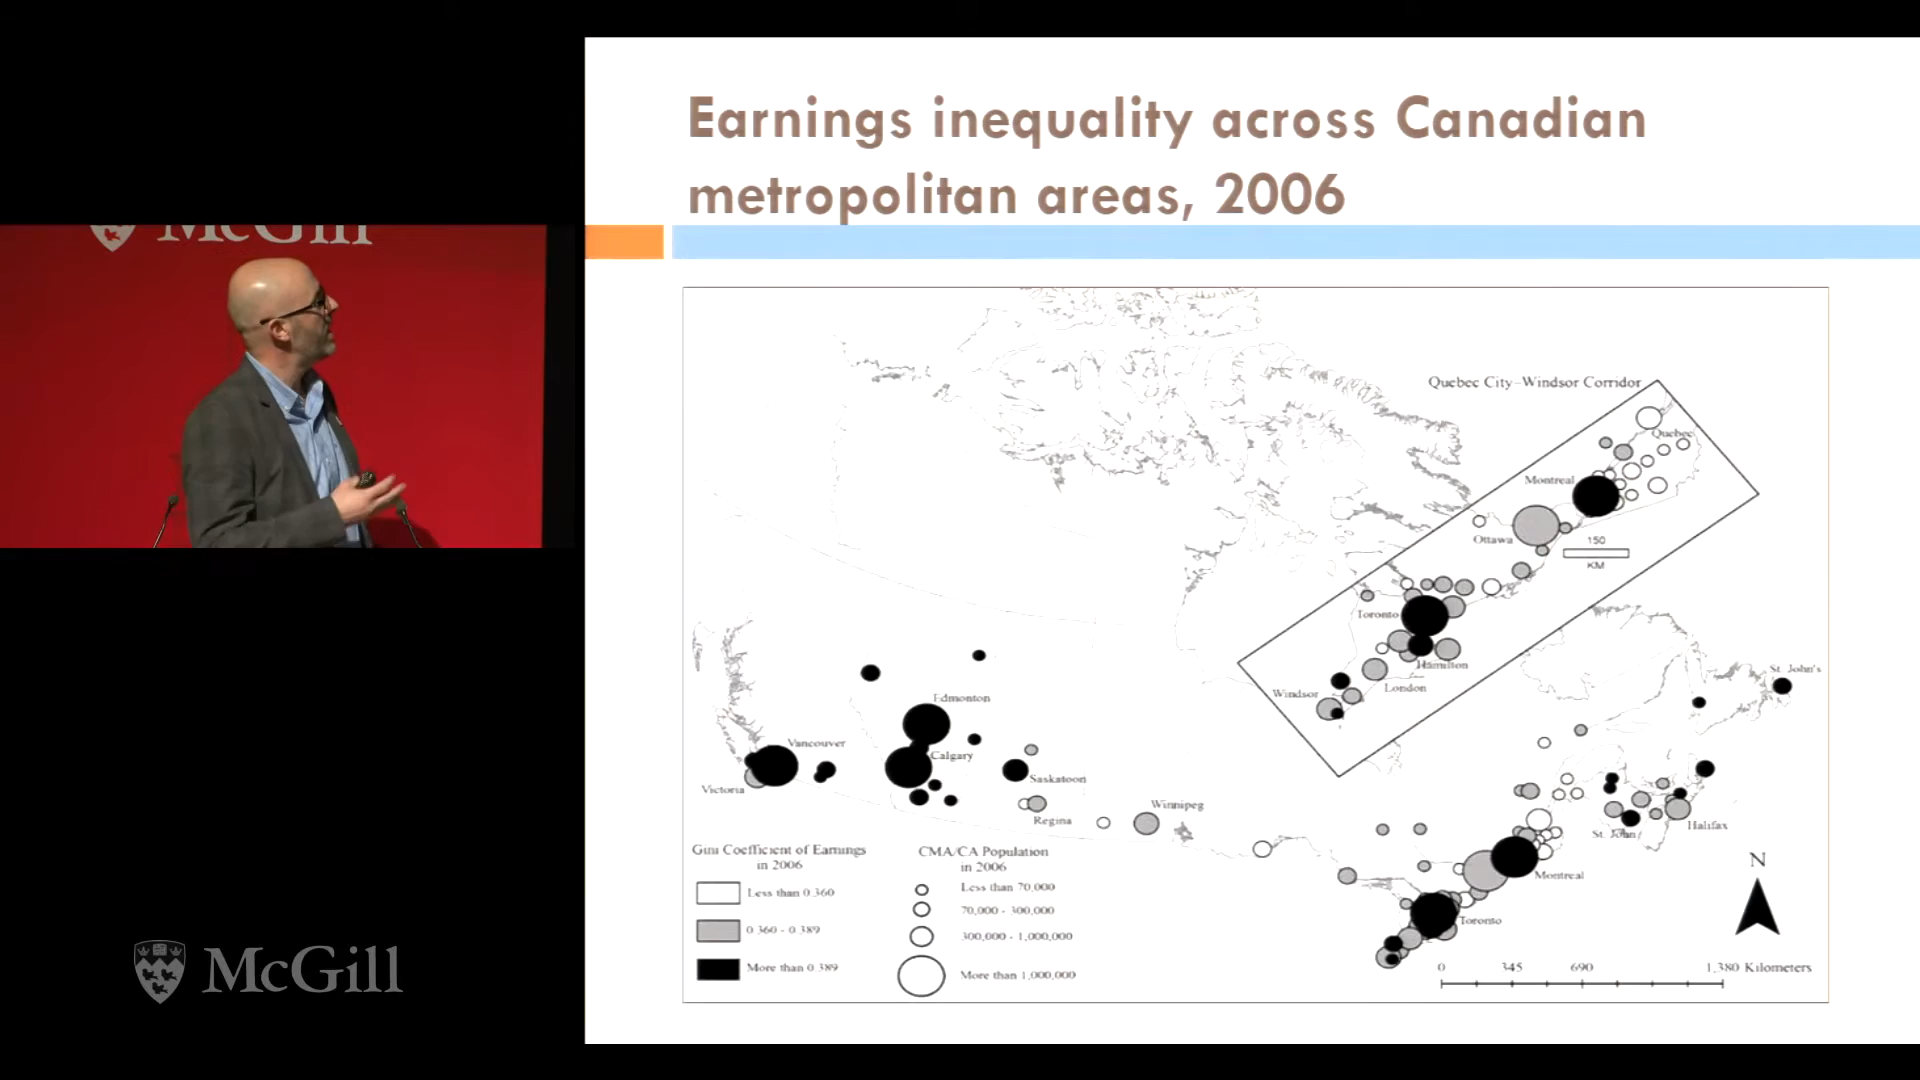 McGill
Earnings inequality across Canadian
metropolitan areas, 2006
Quebec City–Windsor Corridor
Quebec
Montreal
Ottawa
150
KM
Toronto
Hamilton
London
Windsor
St. John's
Edmonton
Vancouver
Calgary
Saskatoon
Victoria
Regina
Winnipeg
St. John
Halifax
Montreal
Toronto
N
Gini Coefficient of Earnings
in 2006
Less than 0.360
0.360 - 0.389
More than 0.389
CMA/CA Population
in 2006
Less than 70,000
70,000 - 300,000
300,000 - 1,000,000
More than 1,000,000
0 345 690 1,380 Kilometers
McGill